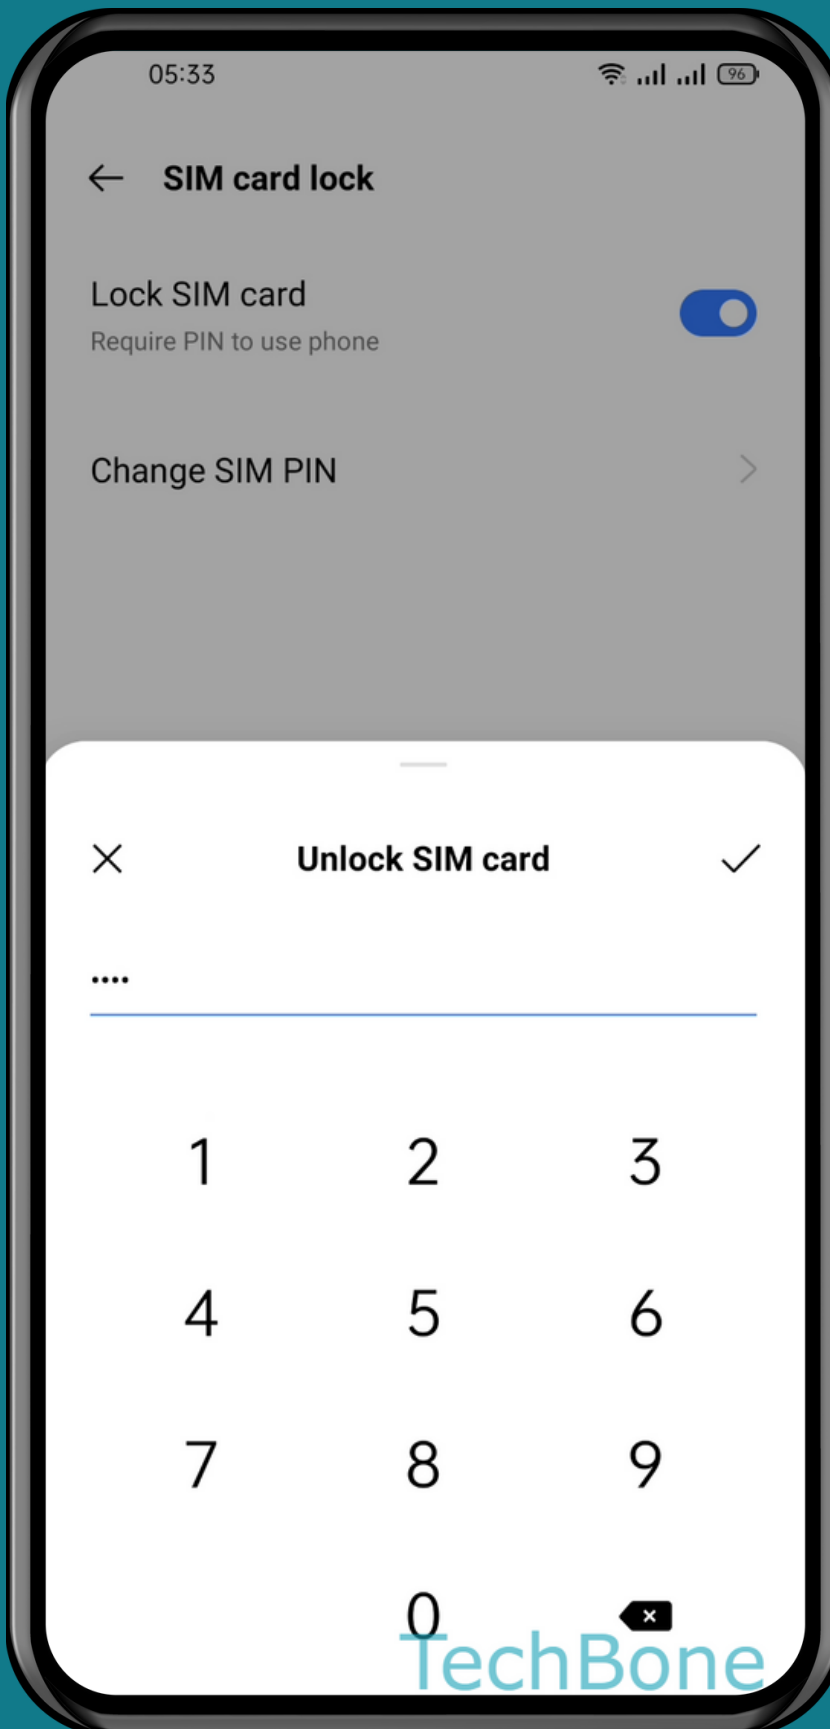 05:33 96
SIM card lock
Lock SIM card
Require PIN to use phone
Change SIM PIN
Unlock SIM card
••••
1 2 3
4 5 6
7 8 9
0
TechBone